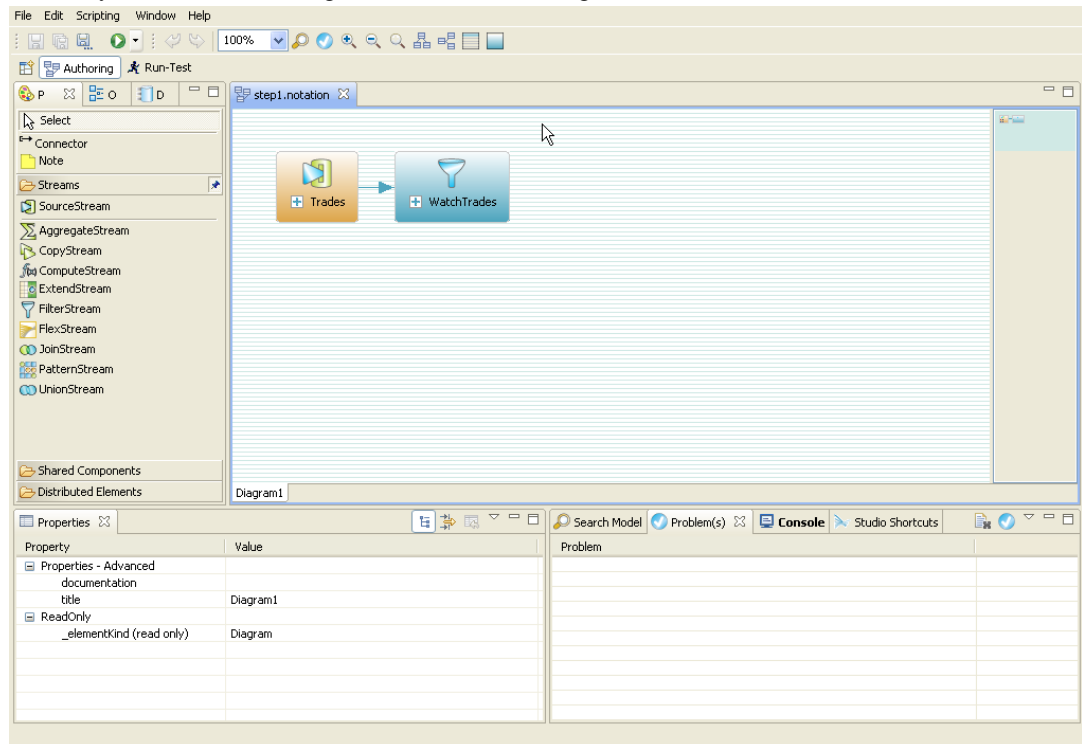 File Edit Scripting Window Help
100%
Authoring Run-Test
P O D
step1.notation
Select
Connector
Note
Streams
SourceStream
AggregateStream
CopyStream
ComputeStream
ExtendStream
FilterStream
FlexStream
JoinStream
PatternStream
UnionStream
Shared Components
Distributed Elements
Trades
WatchTrades
Diagram1
Properties
Property Value
Properties - Advanced
documentation
title Diagram1
ReadOnly
_elementKind (read only) Diagram
Search Model Problem(s) Console Studio Shortcuts
Problem